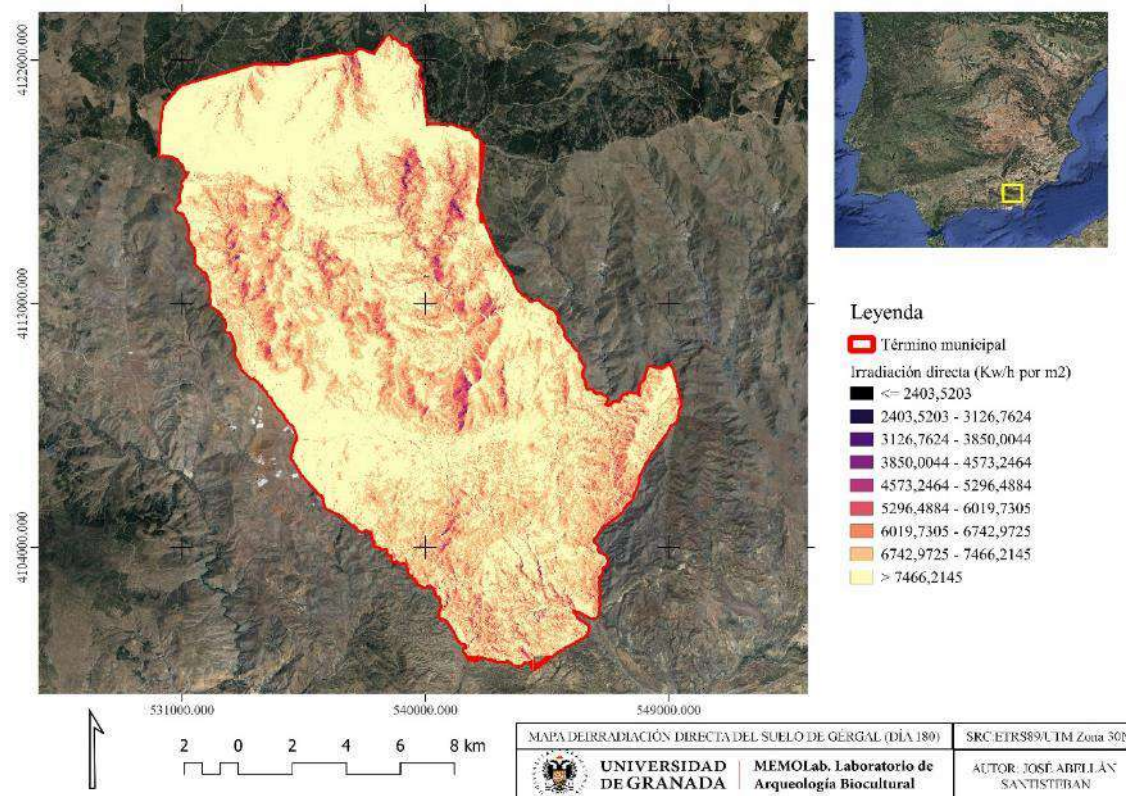 4122000.000
4113000.000
4104000.000
531000.000
540000.000
549000.000
Leyenda
Término municipal
Irradiación directa (Kw/h por m2)
<= 2403,5203
2403,5203 - 3126,7624
3126,7624 - 3850,0044
3850,0044 - 4573,2464
4573,2464 - 5296,4884
5296,4884 - 6019,7305
6019,7305 - 6742,9725
6742,9725 - 7466,2145
> 7466,2145
2 0 2 4 6 8 km
MAPA DEIRRADIACIÓN DIRECTA DEL SUELO DE GÉRGAL (DÍA 180)
SRC:ETRS89/UTM Zona 30N
UNIVERSIDAD
DE GRANADA
MEMOLab. Laboratorio de
Arqueología Biocultural
AUTOR: JOSÉ ABELLÁN
SANTISTEBAN